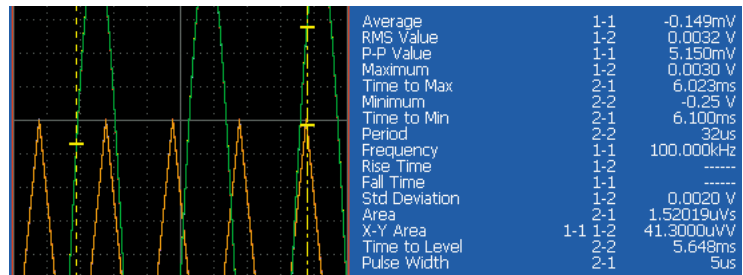 Average 1-1 -0.149mV
RMS Value 1-2 0.0032 V
P-P Value 1-1 5.150mV
Maximum 1-2 0.0030 V
Time to Max 2-1 6.023ms
Minimum 2-2 -0.25 V
Time to Min 2-1 6.100ms
Period 2-2 32us
Frequency 1-1 100.000kHz
Rise Time 1-2 ------
Fall Time 1-1 ------
Std Deviation 1-2 0.0020 V
Area 2-1 1.52019uVs
X-Y Area 1-1 1-2 41.3000uVV
Time to Level 2-2 5.648ms
Pulse Width 2-1 5us